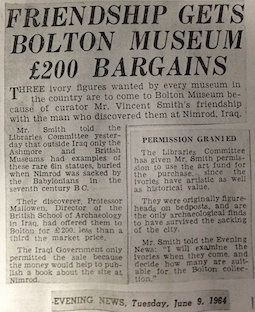 FRIENDSHIP GETS
BOLTON MUSEUM
£200 BARGAINS
THREE ivory figures wanted by every museum in
the country are to come to Bolton Museum be-
cause of curator Mr. Vincent Smith's friendship
with the man who discovered them at Nimrod, Iraq.
Mr. Smith told the
Libraries Committee yester-
day that outside Iraq only the
Ashmore and British
Museums had examples of
these rare 6in statues, buried
when Nimrod was sacked by
the Babylonians in the
seventh century B.C.
Their discoverer, Professor
Mallowen, Director of the
British School of Archaeology
in Iraq, had offered them to
Bolton for £200, less than a
third the market price.
The Iraqi Government only
permitted the sale because
the money would help to pub-
lish a book about the site at
Nimrod.
PERMISSION GRANTED
The Libraries Committee
has given Mr. Smith permis-
sion to use the art fund for
the purchase, since the
ivories have artistic as well
as historical value.
They were originally figure-
heads on bedposts, and are
the only archaeological finds
to have survived the sacking
of the city.
Mr. Smith told the Evening
News: "I will examine the
ivories when they come, and
decide how many are suit-
able for the Bolton collec-
tion."
EVENING NEWS, Tuesday, June 9, 1964